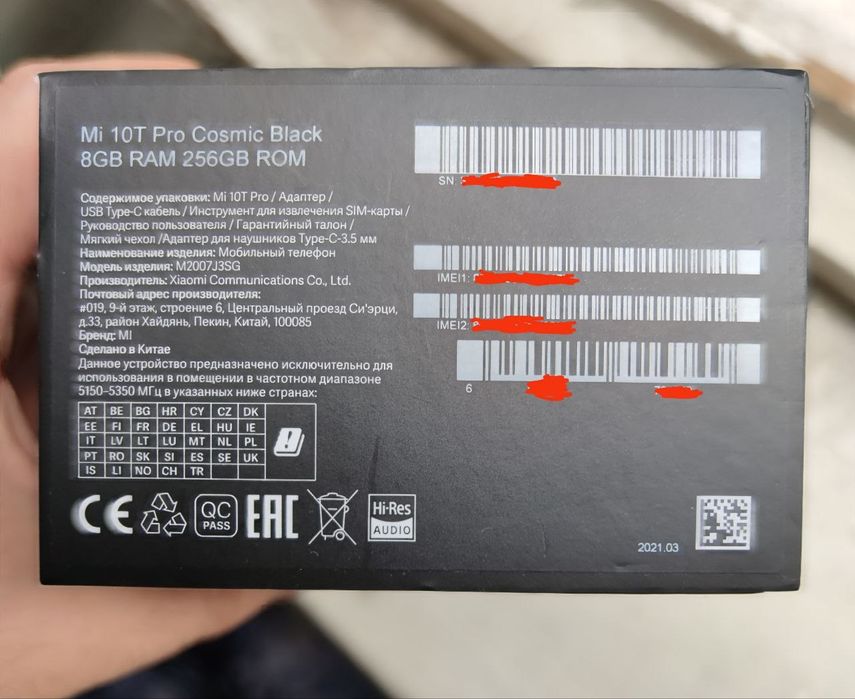 Mi 10T Pro Cosmic Black
8GB RAM 256GB ROM
Содержимое упаковки: Mi 10T Pro / Адаптер /
USB Type-C кабель / Инструмент для извлечения SIM-карты /
Руководство пользователя / Гарантийный талон /
Мягкий чехол /Адаптер для наушников Type-C-3.5 мм
Наименование изделия: Мобильный телефон
Модель изделия: M2007J3SG
Производитель: Xiaomi Communications Co., Ltd.
Почтовый адрес производителя:
#019, 9-й этаж, строение 6, Центральный проезд Си'эрци,
д.33, район Хайдянь, Пекин, Китай, 100085
Бренд: MI
Сделано в Китае
Данное устройство предназначено исключительно для
использования в помещении в частотном диапазоне
5150–5350 МГц в указанных ниже странах:
AT BE BG HR CY CZ DK
EE FI FR DE EL HU IE
IT LV LT LU MT NL PL
PT RO SK SI ES SE UK
IS LI NO CH TR
CE
QC
PASS
EAC
Hi-Res
AUDIO
SN:
IMEI1:
IMEI2:
6
2021.03